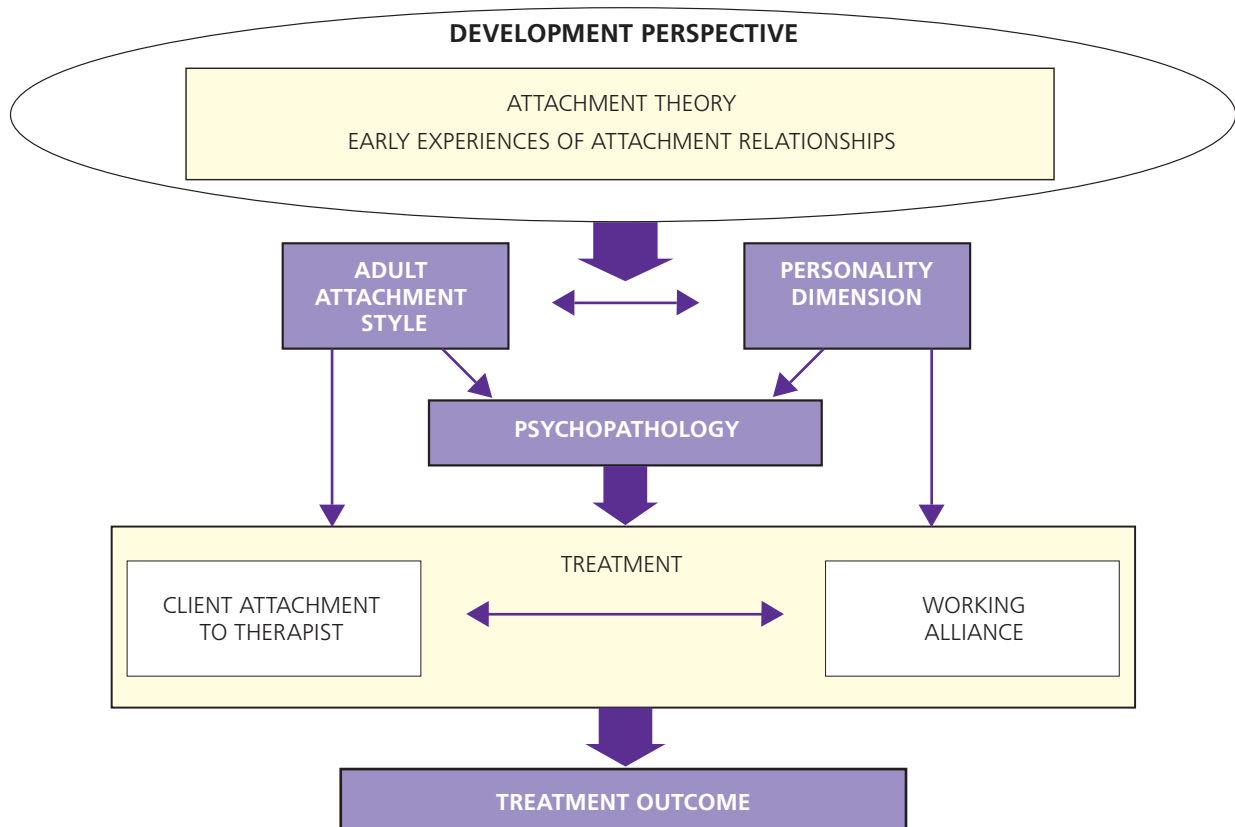 DEVELOPMENT PERSPECTIVE
ATTACHMENT THEORY
EARLY EXPERIENCES OF ATTACHMENT RELATIONSHIPS
ADULT
ATTACHMENT
STYLE
PERSONALITY
DIMENSION
PSYCHOPATHOLOGY
TREATMENT
CLIENT ATTACHMENT
TO THERAPIST
WORKING
ALLIANCE
TREATMENT OUTCOME